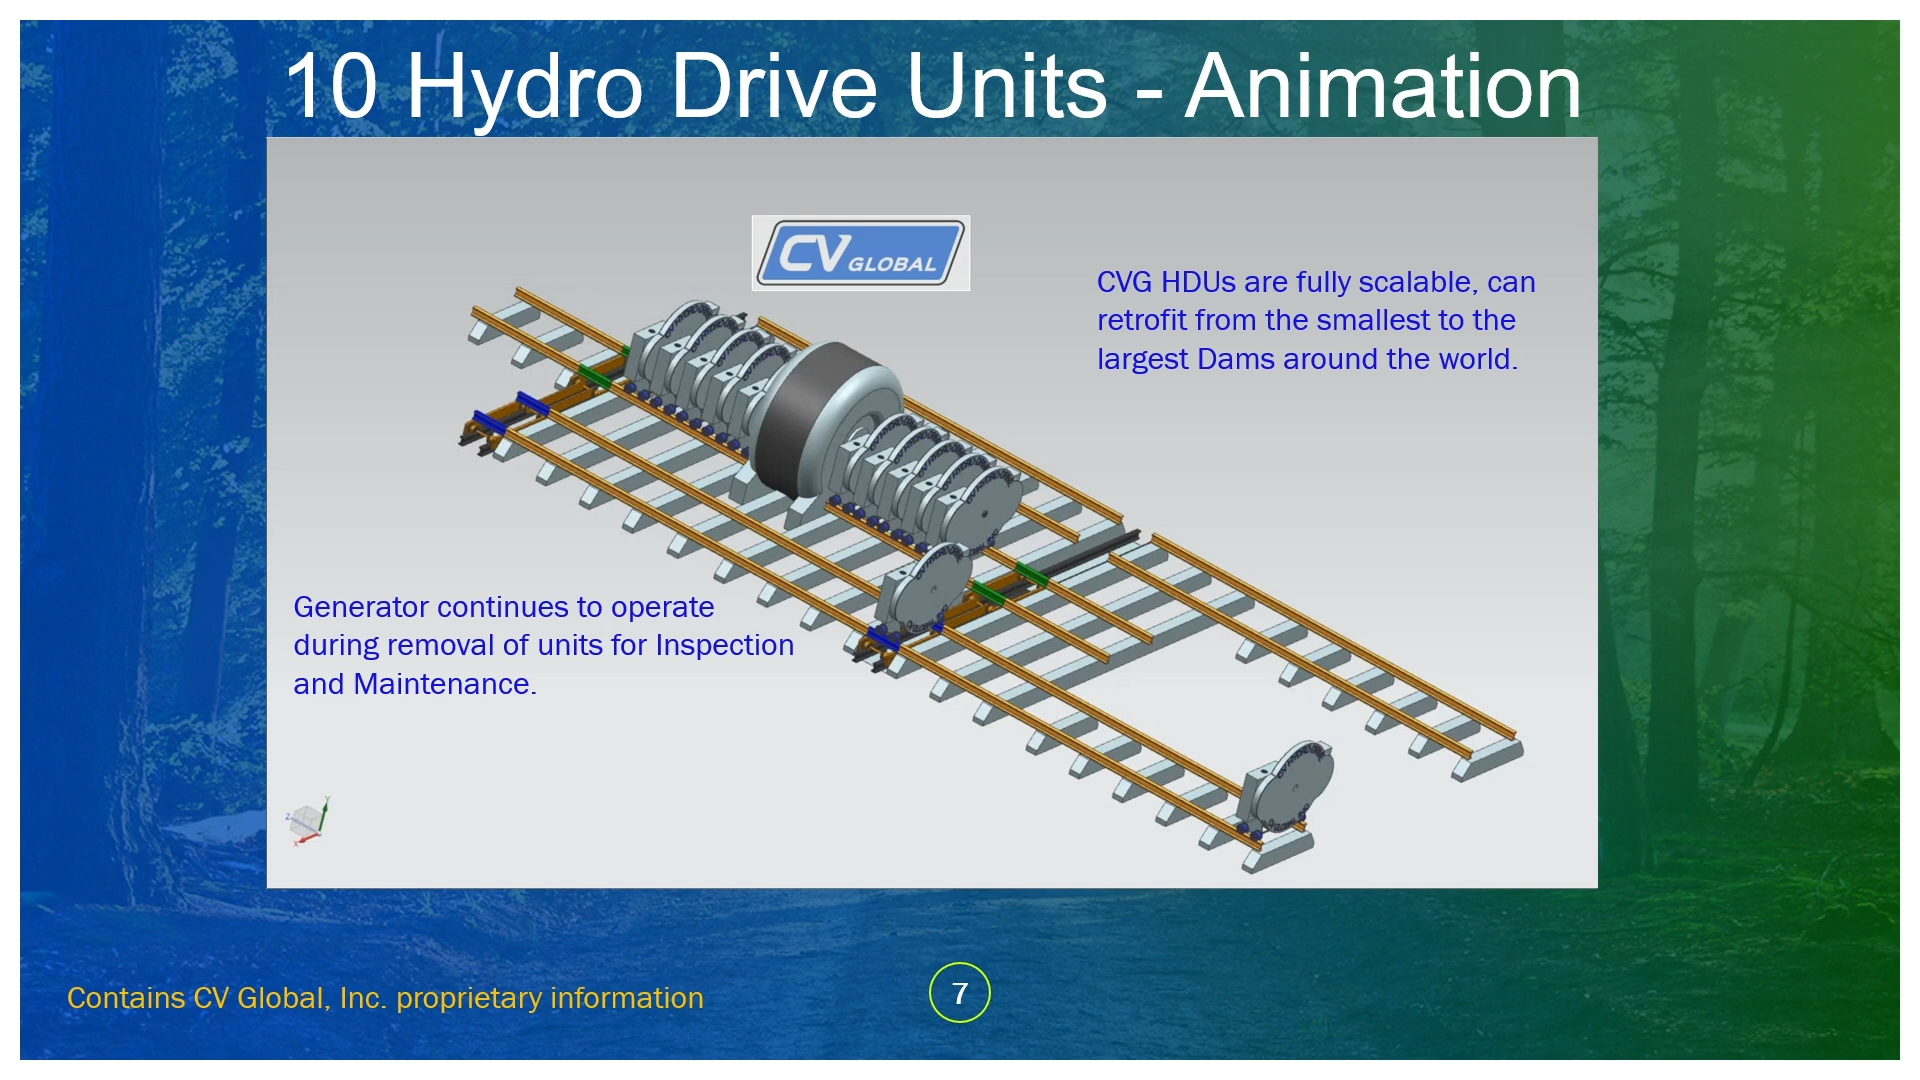 10 Hydro Drive Units - Animation
CV GLOBAL
CVG HDUs are fully scalable, can
retrofit from the smallest to the
largest Dams around the world.
Generator continues to operate
during removal of units for Inspection
and Maintenance.
Y
Z
X
Contains CV Global, Inc. proprietary information
7